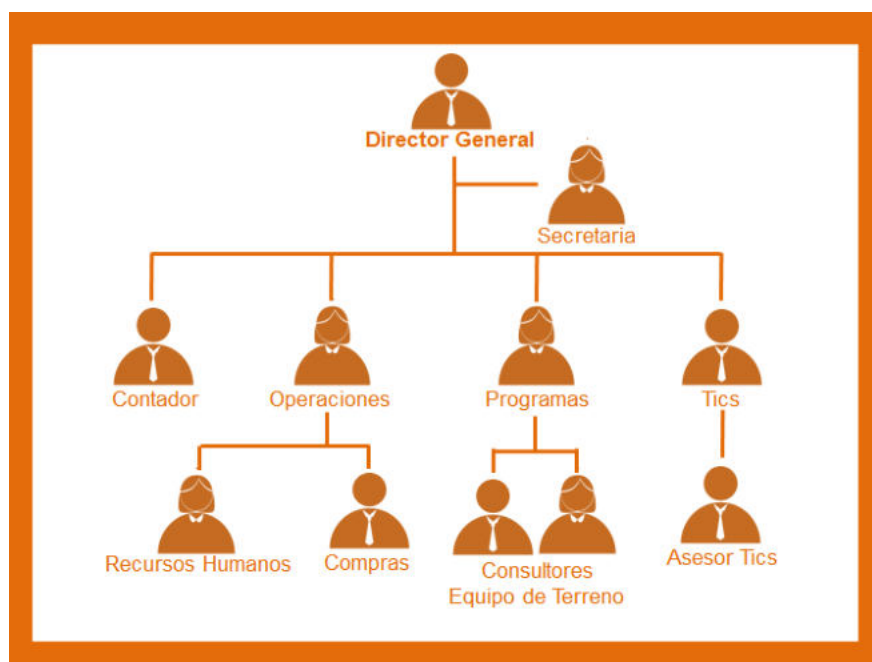 Director General
Secretaria
Contador
Operaciones
Programas
Tics
Recursos Humanos
Compras
Consultores
Equipo de Terreno
Asesor Tics